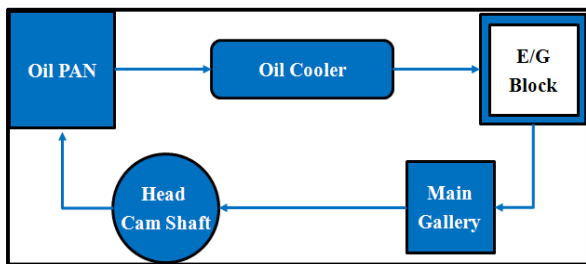 Oil PAN
Oil Cooler
E/G
Block
Head
Cam Shaft
Main
Gallery